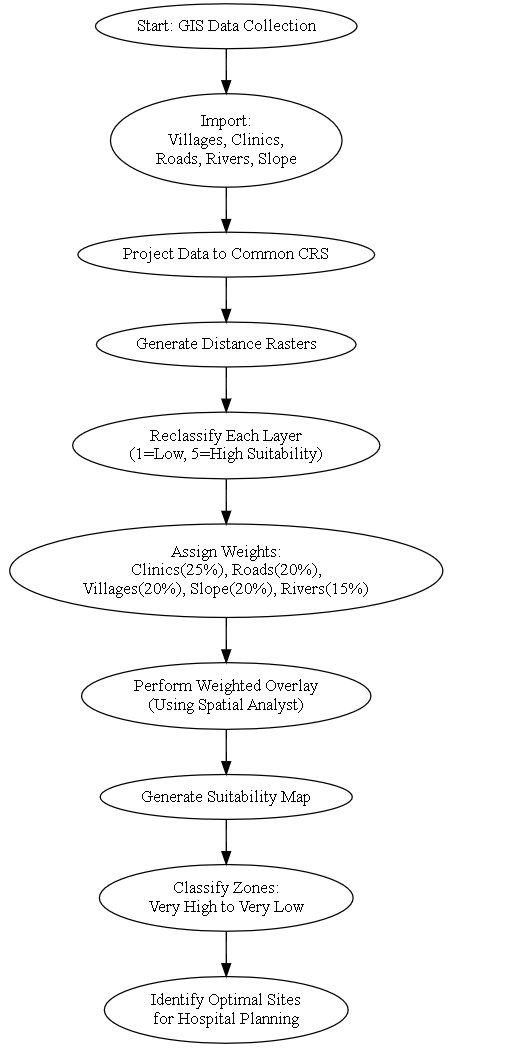 Start: GIS Data Collection
Import:
Villages, Clinics,
Roads, Rivers, Slope
Project Data to Common CRS
Generate Distance Rasters
Reclassify Each Layer
(1=Low, 5=High Suitability)
Assign Weights:
Clinics(25%), Roads(20%),
Villages(20%), Slope(20%), Rivers(15%)
Perform Weighted Overlay
(Using Spatial Analyst)
Generate Suitability Map
Classify Zones:
Very High to Very Low
Identify Optimal Sites
for Hospital Planning